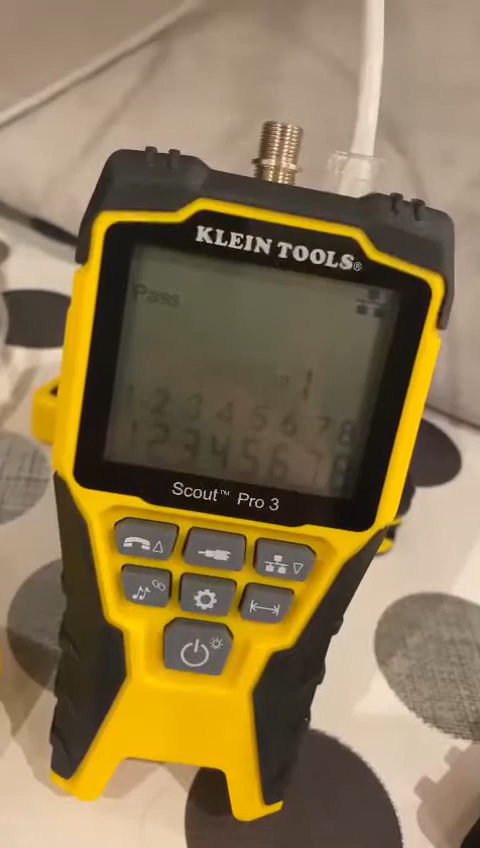 KLEIN TOOLS®
Pass
ID 1
1 2 3 4 5 6 7 8
1 2 3 4 5 6 7 8
Scout™ Pro 3